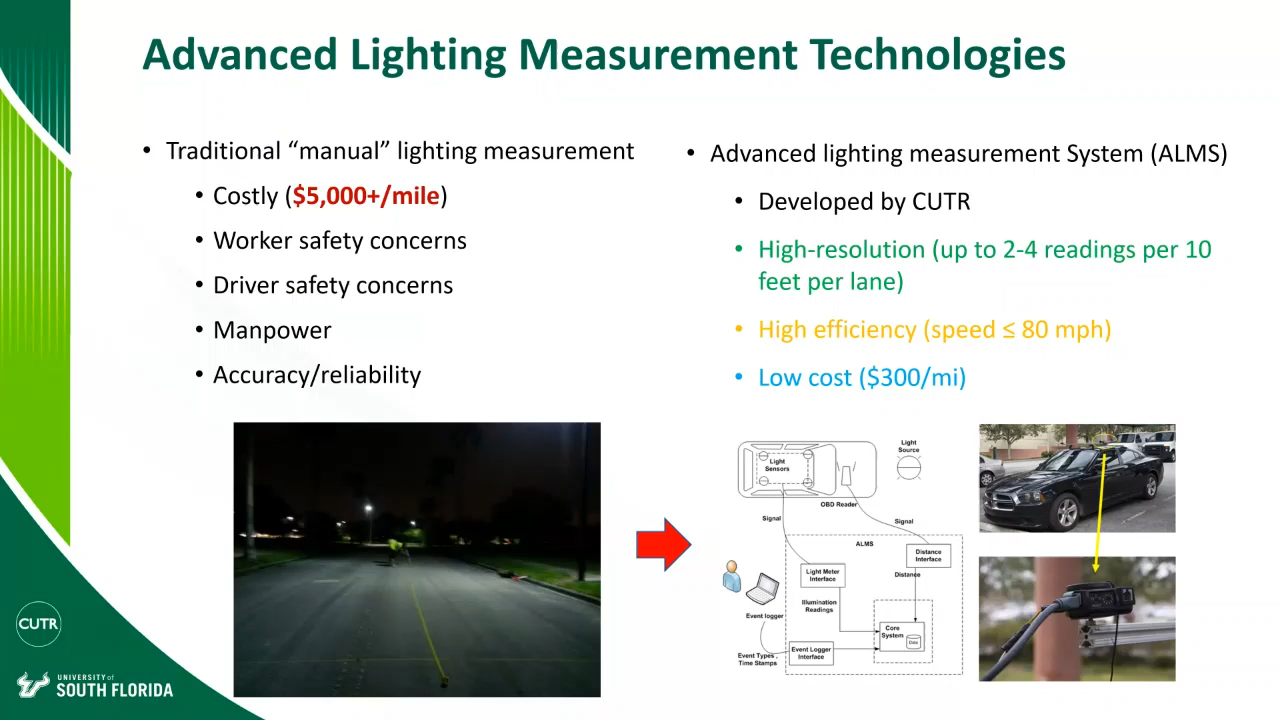 Advanced Lighting Measurement Technologies
• Traditional “manual” lighting measurement
• Costly ($5,000+/mile)
• Worker safety concerns
• Driver safety concerns
• Manpower
• Accuracy/reliability
• Advanced lighting measurement System (ALMS)
• Developed by CUTR
• High-resolution (up to 2-4 readings per 10
feet per lane)
• High efficiency (speed ≤ 80 mph)
• Low cost ($300/mi)
Light
Source
Light
Sensors
OBD Reader
Signal
Signal
ALMS
Distance
Interface
Light Meter
Interface
Distance
Illumination
Readings
Event logger
Core
System
Data
Event Types,
Time Stamps
Event Logger
Interface
CUTR
UNIVERSITY of
SOUTH FLORIDA